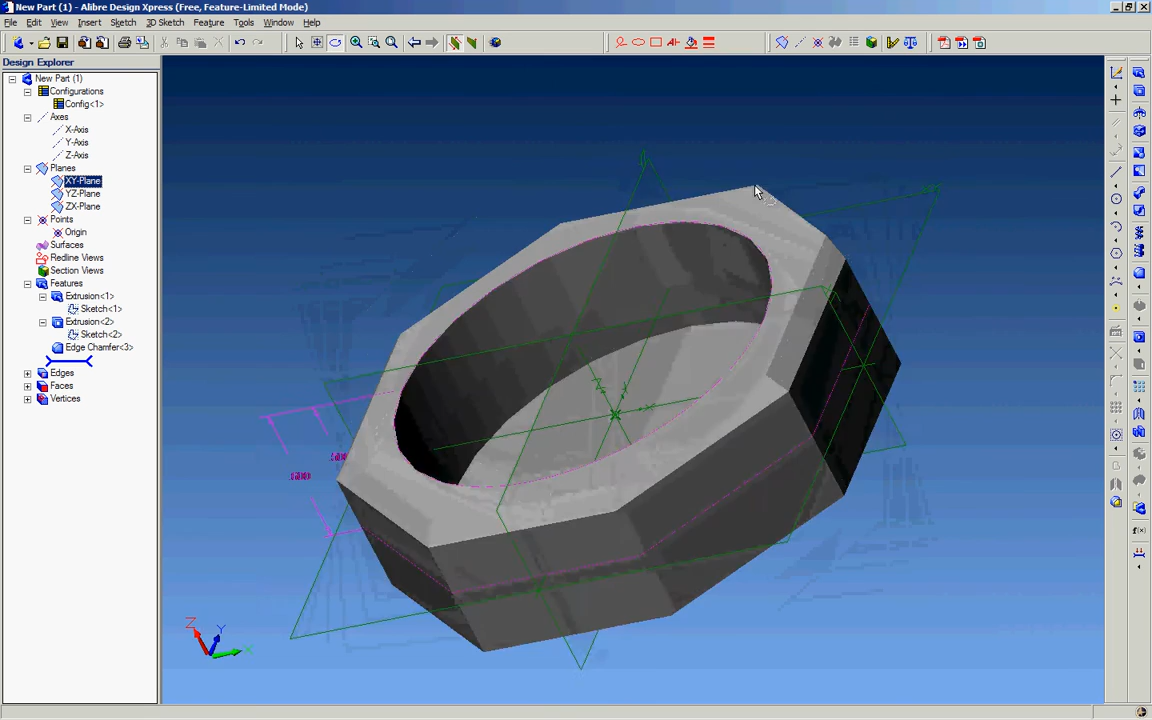 New Part (1) - Alibre Design Xpress (Free, Feature-Limited Mode)
File Edit View Insert Sketch 3D Sketch Feature Tools Window Help
Design Explorer
New Part (1)
Configurations
Config<1>
Axes
X-Axis
Y-Axis
Z-Axis
Planes
XY-Plane
YZ-Plane
ZX-Plane
Points
Origin
Surfaces
Redline Views
Section Views
Features
Extrusion<1>
Sketch<1>
Extrusion<2>
Sketch<2>
Edge Chamfer<3>
Edges
Faces
Vertices
Z
Y
X
f(x)